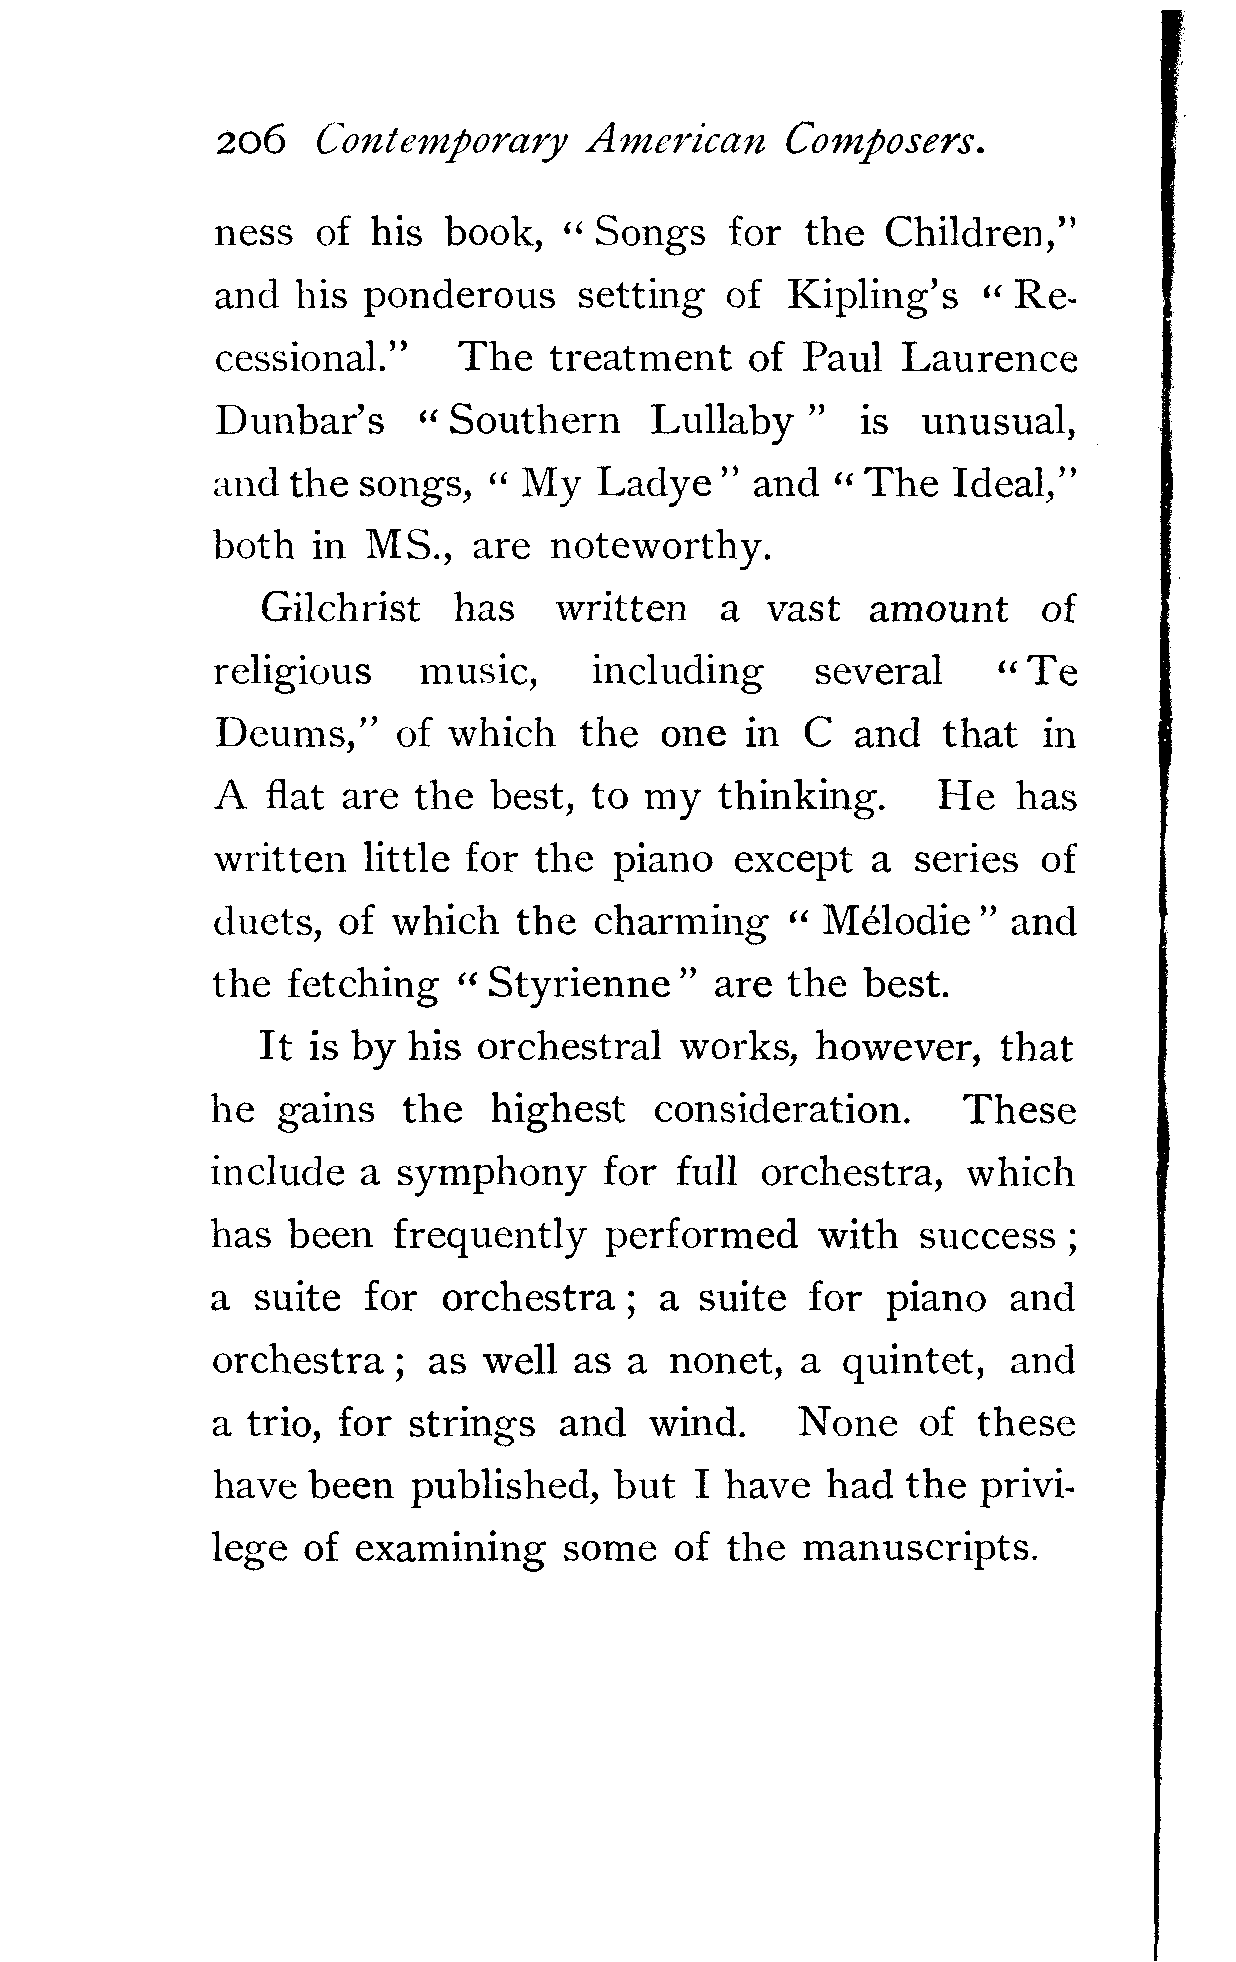 206 Contemporary American Composers.
ness of his book, " Songs for the Children,"
and his ponderous setting of Kipling's " Re-
cessional." The treatment of Paul Laurence
Dunbar's " Southern Lullaby " is unusual,
and the songs, " My Ladye " and " The Ideal,"
both in MS., are noteworthy.
Gilchrist has written a vast amount of
religious music, including several " Te
Deums," of which the one in C and that in
A flat are the best, to my thinking. He has
written little for the piano except a series of
duets, of which the charming " Mélodie " and
the fetching " Styrienne " are the best.
It is by his orchestral works, however, that
he gains the highest consideration. These
include a symphony for full orchestra, which
has been frequently performed with success ;
a suite for orchestra ; a suite for piano and
orchestra ; as well as a nonet, a quintet, and
a trio, for strings and wind. None of these
have been published, but I have had the privi-
lege of examining some of the manuscripts.